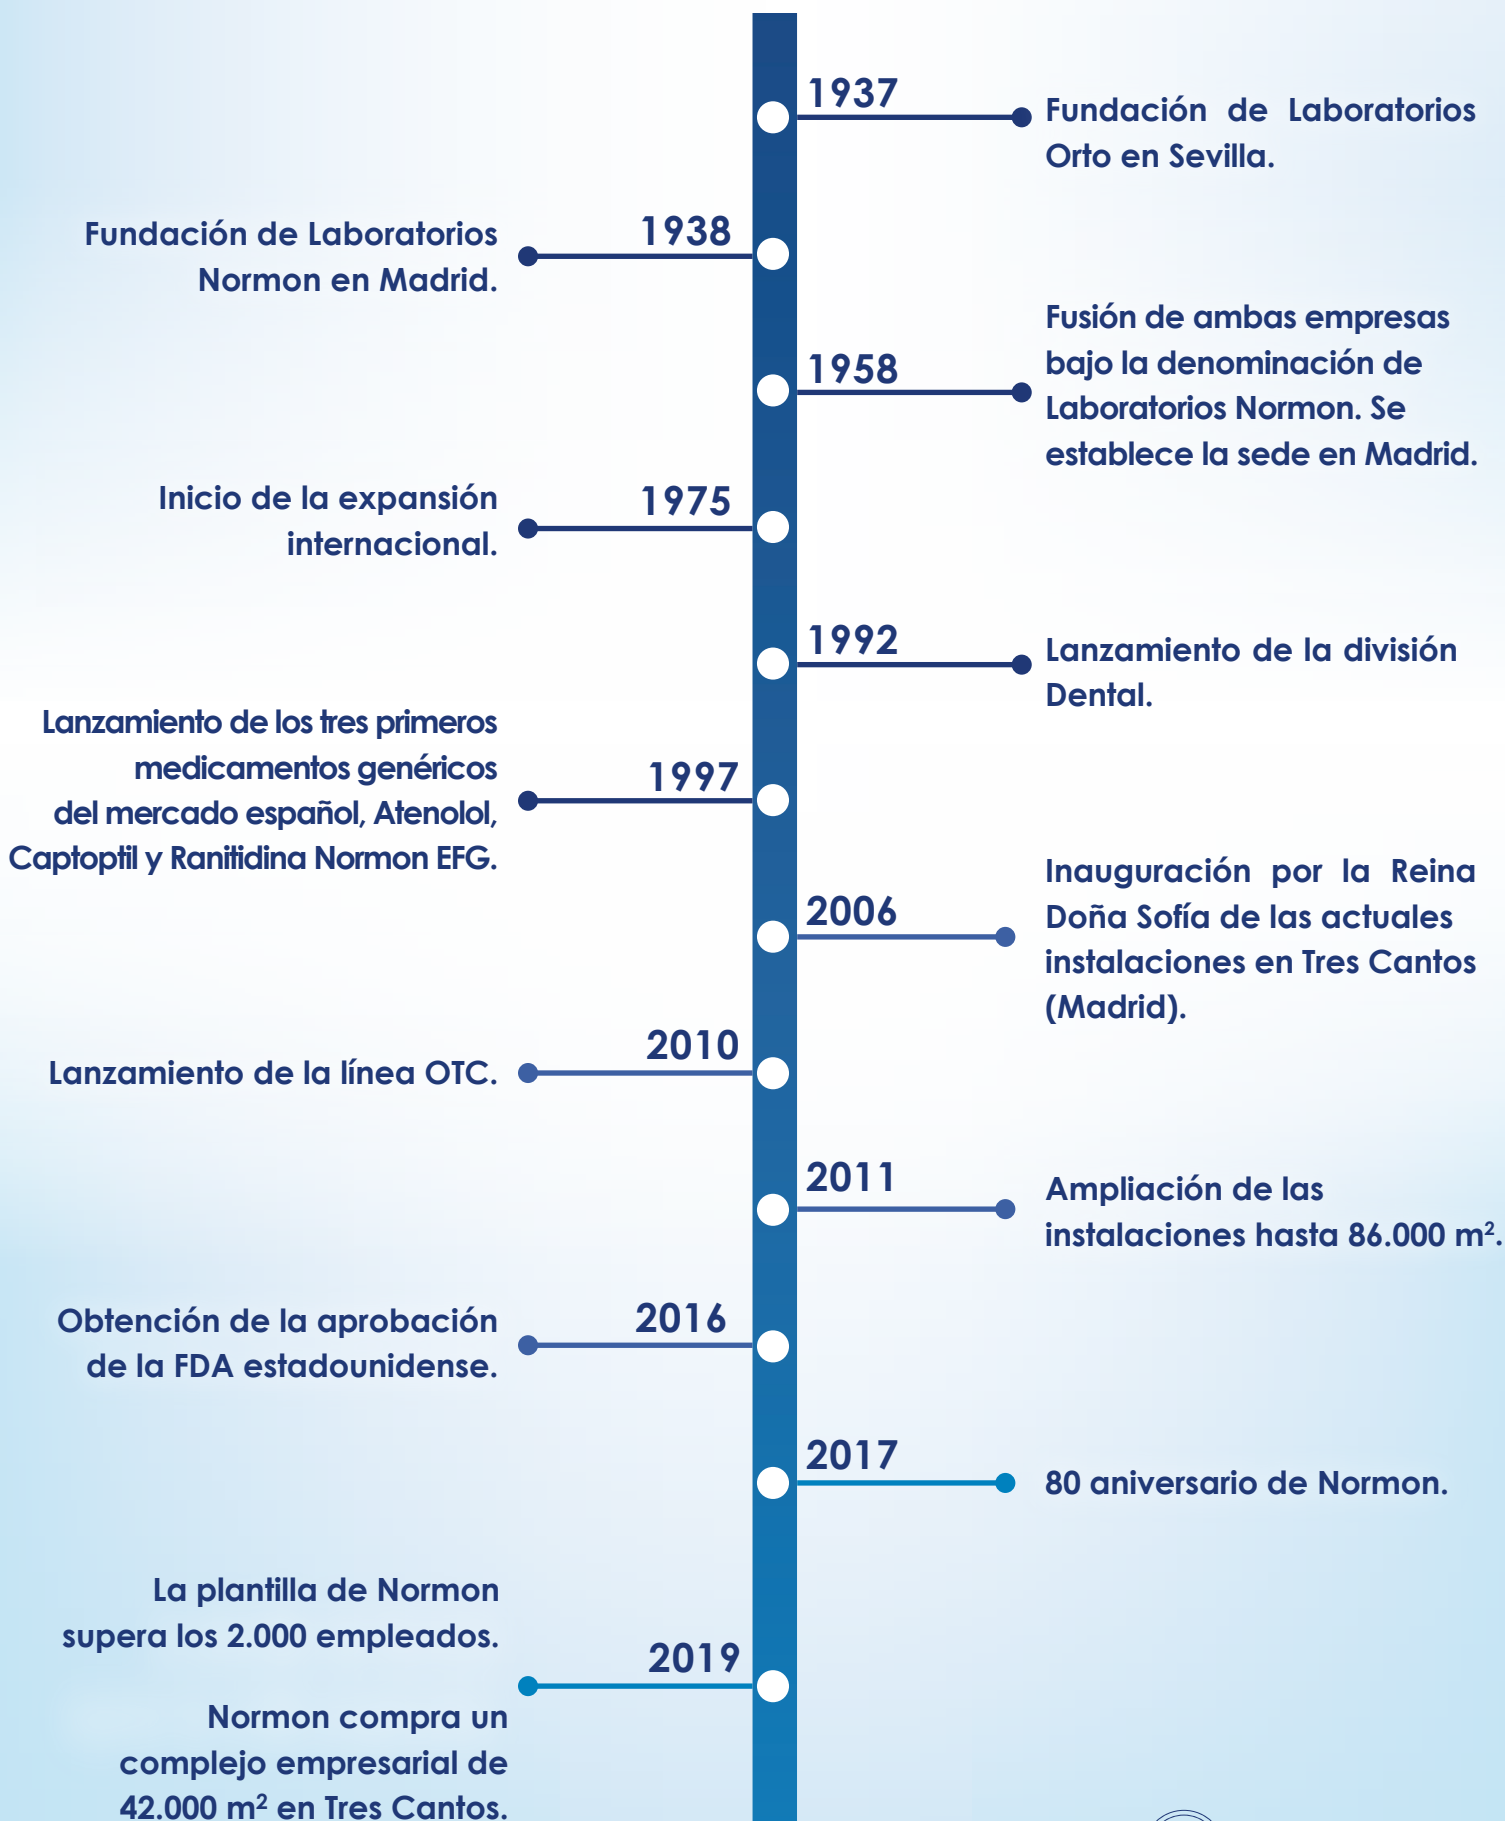 1937
Fundación de Laboratorios
Orto en Sevilla.
1938
Fundación de Laboratorios
Normon en Madrid.
1958
Fusión de ambas empresas
bajo la denominación de
Laboratorios Normon. Se
establece la sede en Madrid.
1975
Inicio de la expansión
internacional.
1992
Lanzamiento de la división
Dental.
1997
Lanzamiento de los tres primeros
medicamentos genéricos
del mercado español, Atenolol,
Captoptil y Ranitidina Normon EFG.
2006
Inauguración por la Reina
Doña Sofía de las actuales
instalaciones en Tres Cantos
(Madrid).
2010
Lanzamiento de la línea OTC.
2011
Ampliación de las
instalaciones hasta 86.000 m².
2016
Obtención de la aprobación
de la FDA estadounidense.
2017
80 aniversario de Normon.
2019
La plantilla de Normon
supera los 2.000 empleados.
Normon compra un
complejo empresarial de
42.000 m² en Tres Cantos.